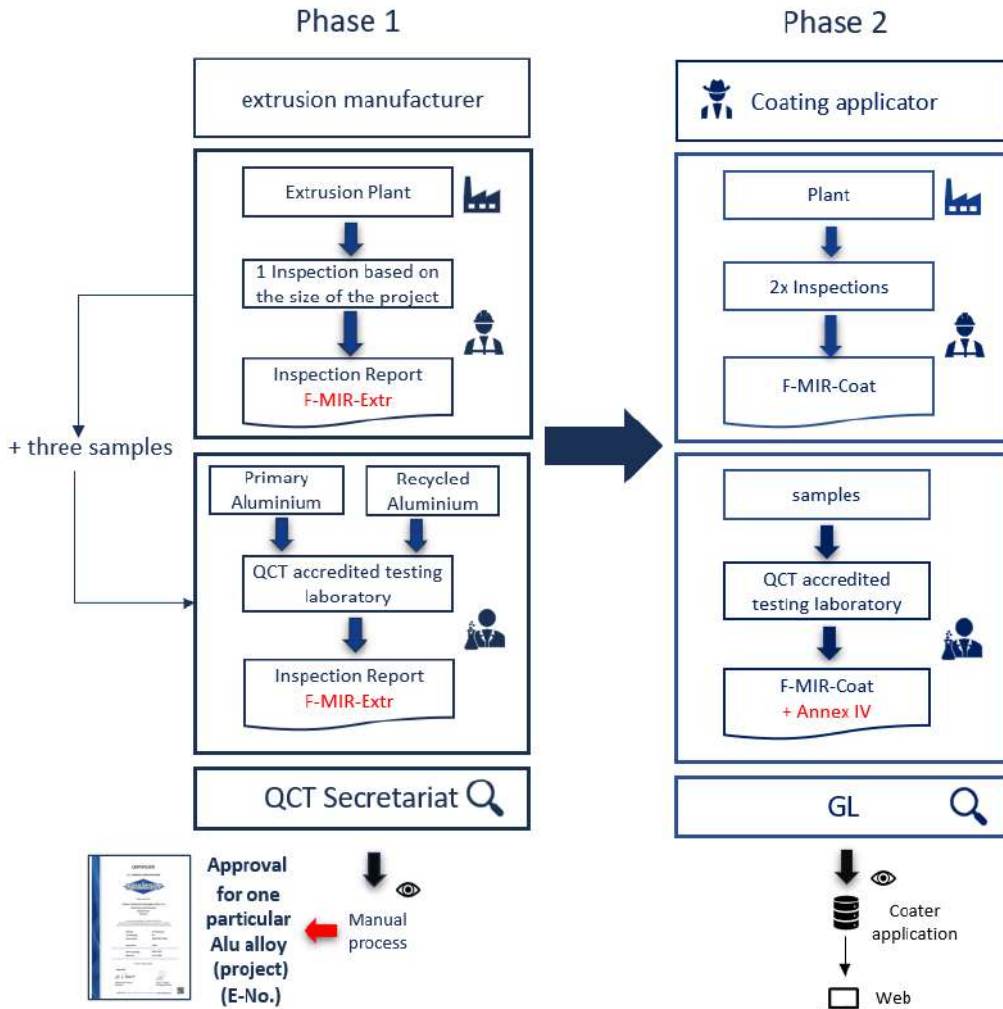 Phase 1
extrusion manufacturer
Extrusion Plant
1 Inspection based on
the size of the project
Inspection Report
F-MIR-Extr
+ three samples
Primary
Aluminium
Recycled
Aluminium
QCT accredited testing
laboratory
Inspection Report
F-MIR-Extr
QCT Secretariat
Manual
process
Approval
for one
particular
Alu alloy
(project)
(E-No.)
Phase 2
Coating applicator
Plant
2x Inspections
F-MIR-Coat
samples
QCT accredited
testing laboratory
F-MIR-Coat
+ Annex IV
GL
Coater
application
Web